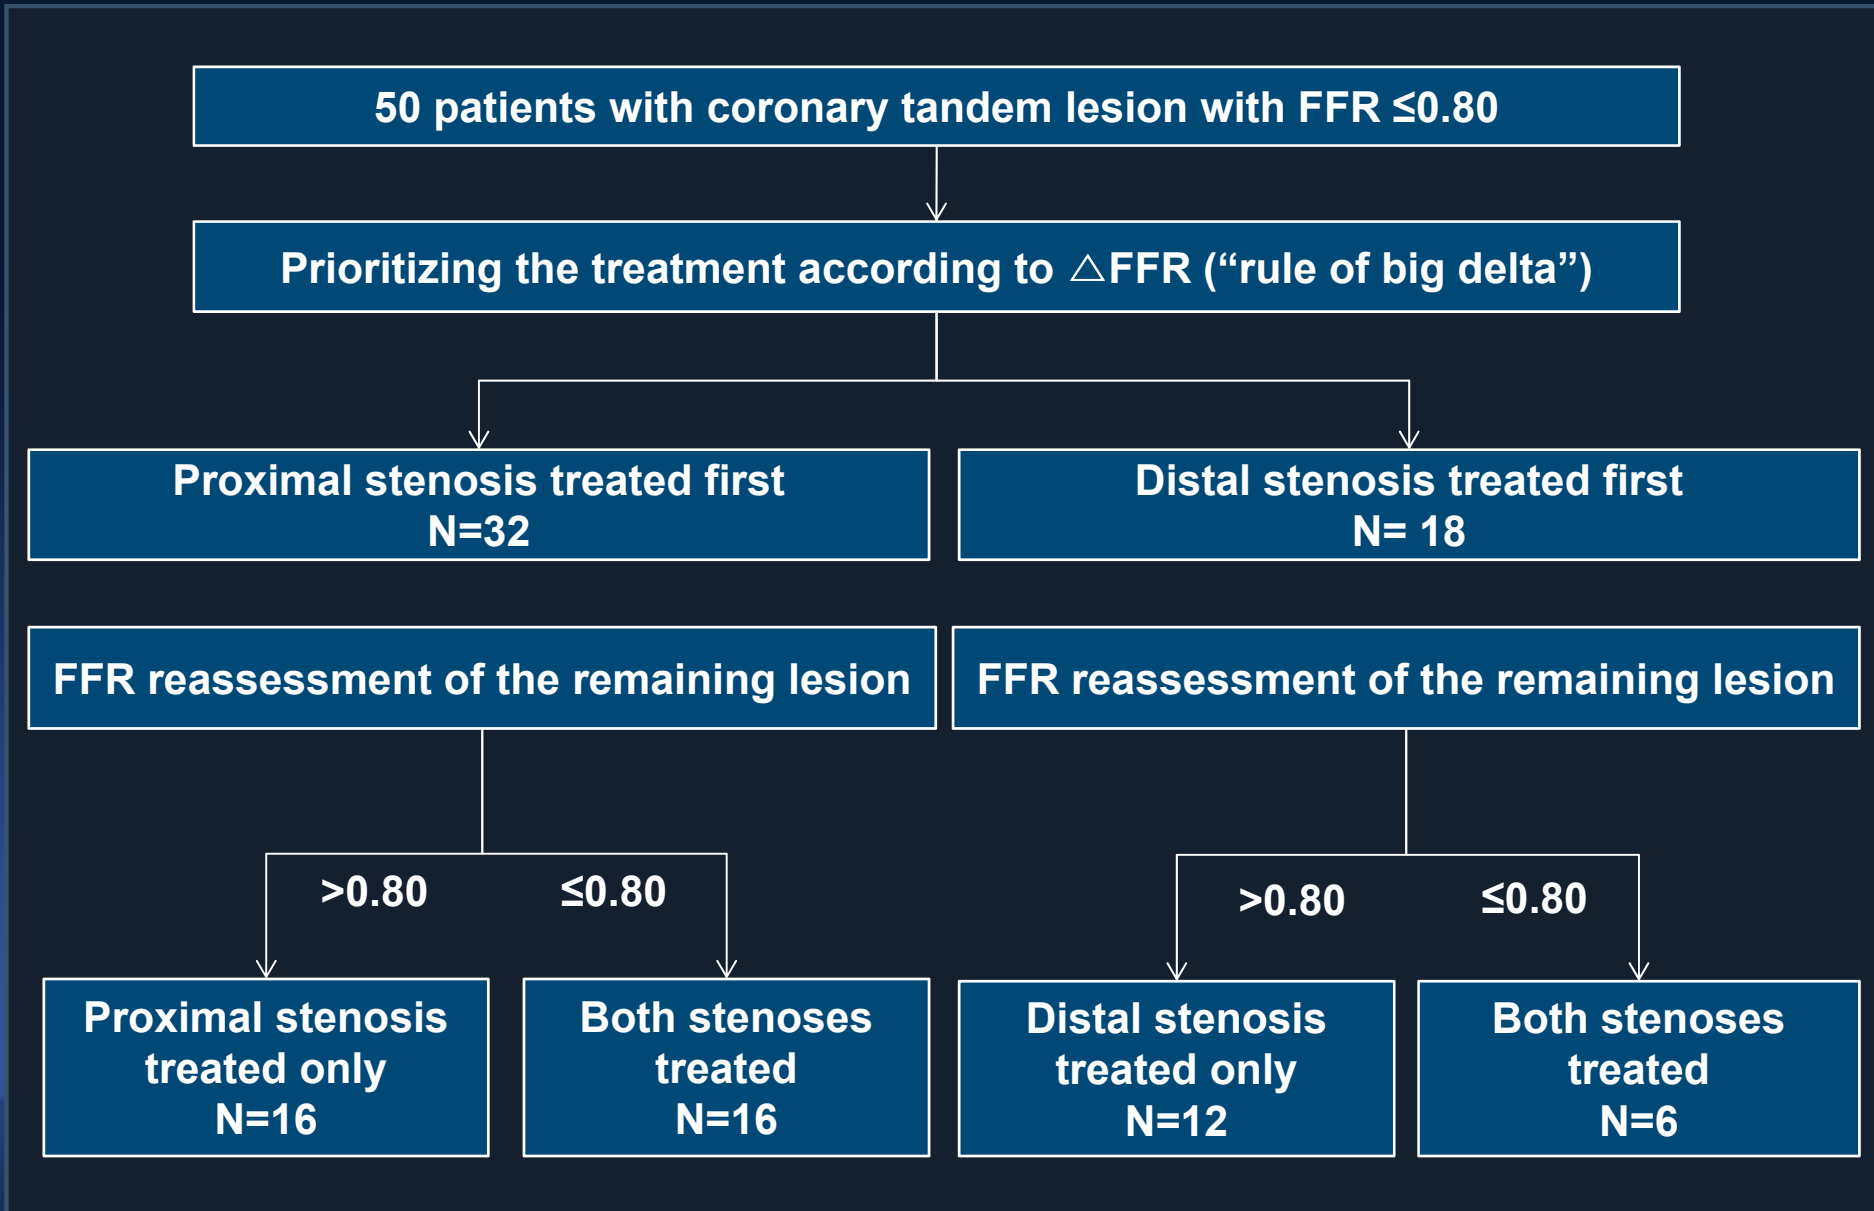 50 patients with coronary tandem lesion with FFR ≤0.80
Prioritizing the treatment according to △FFR (“rule of big delta”)
Proximal stenosis treated first
N=32
Distal stenosis treated first
N= 18
FFR reassessment of the remaining lesion
FFR reassessment of the remaining lesion
>0.80
≤0.80
>0.80
≤0.80
Proximal stenosis
treated only
N=16
Both stenoses
treated
N=16
Distal stenosis
treated only
N=12
Both stenoses
treated
N=6